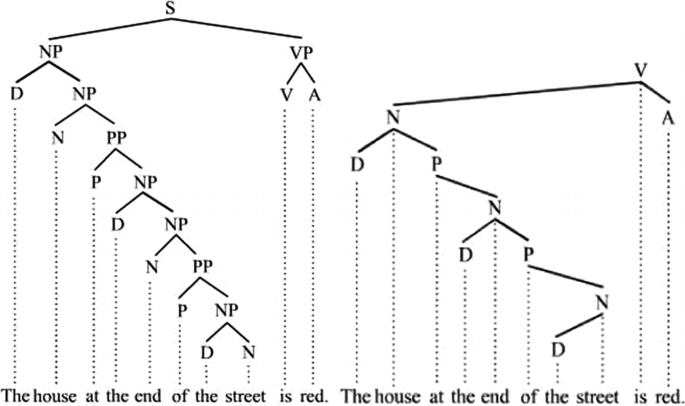 S
NP VP
D NP V A
N PP
P NP
D NP
N PP
P NP
D N
The house at the end of the street is red.
V
N A
D P
N
D P
N
D
The house at the end of the street is red.